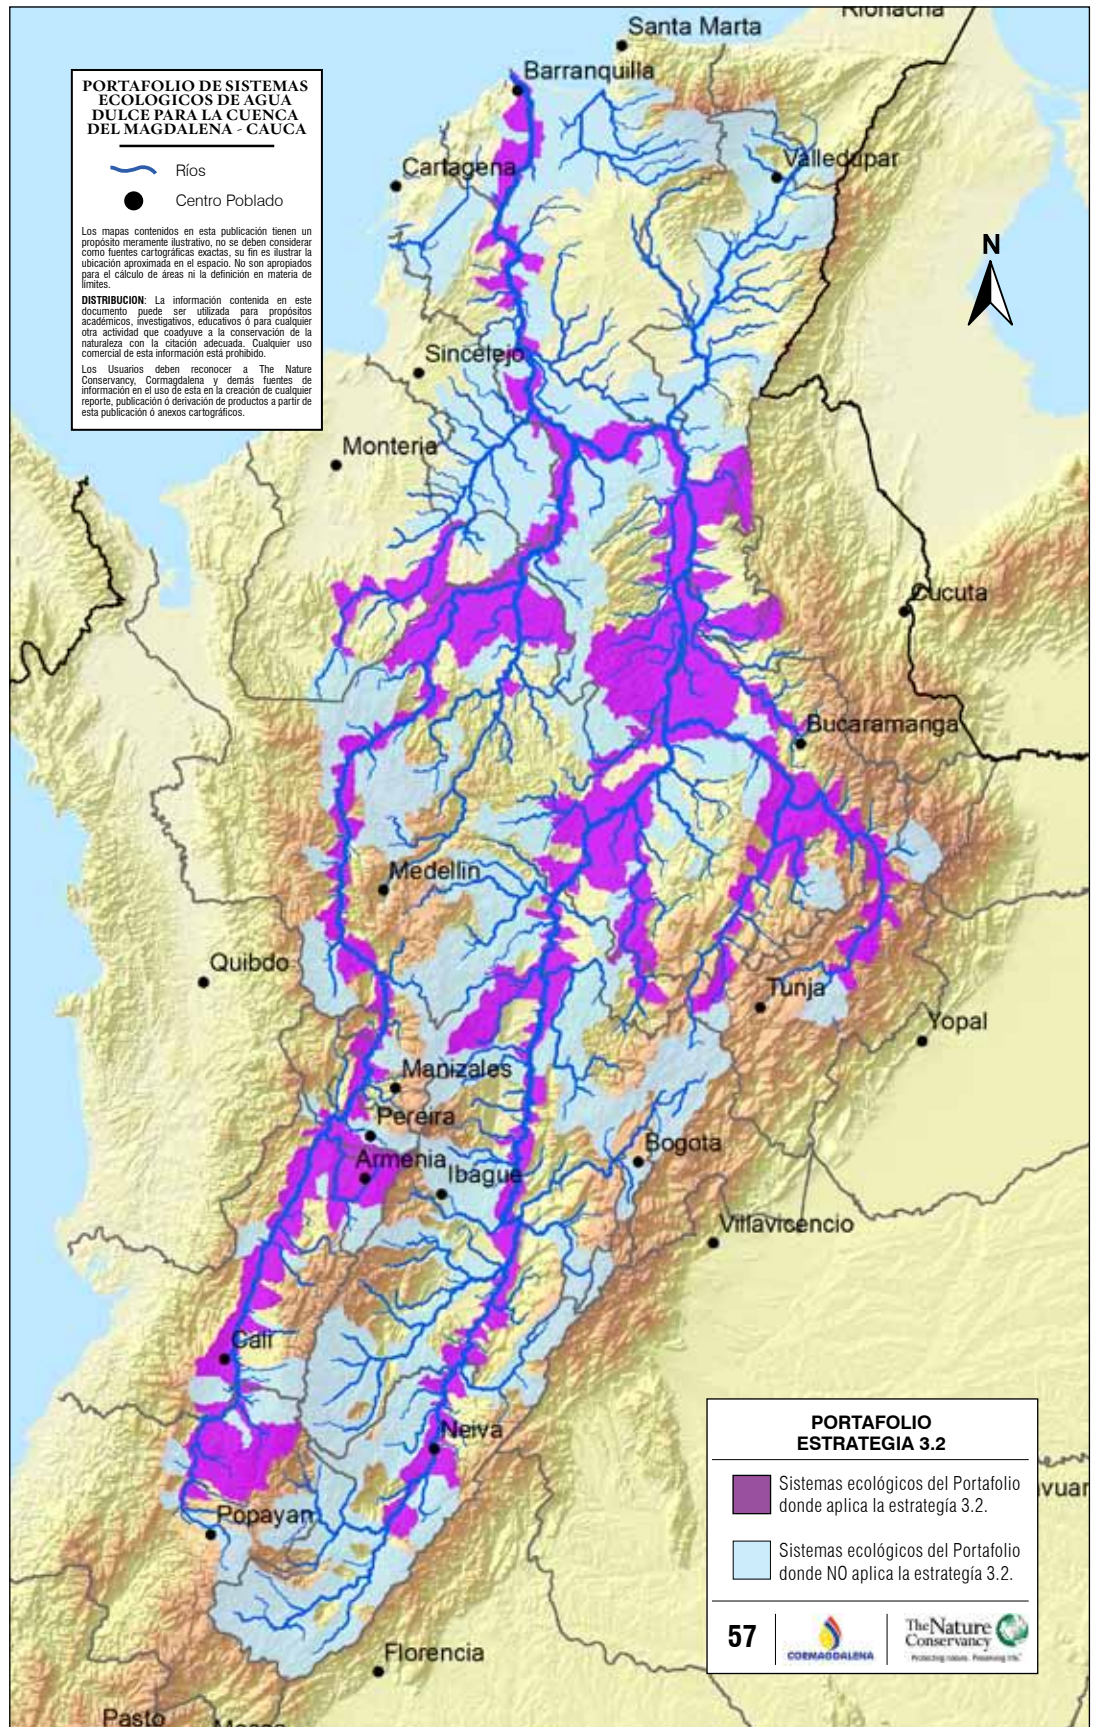 Riohacha
Santa Marta
Barranquilla
PORTAFOLIO DE SISTEMAS
ECOLOGICOS DE AGUA
DULCE PARA LA CUENCA
DEL MAGDALENA - CAUCA
Ríos
Centro Poblado
Los mapas contenidos en esta publicación tienen un
propósito meramente ilustrativo, no se deben considerar
como fuentes cartográficas exactas, su fin es ilustrar la
ubicación aproximada en el espacio. No son apropiados
para el cálculo de áreas ni la definición en materia de
límites.
DISTRIBUCION: La información contenida en este
documento puede ser utilizada para propósitos
académicos, investigativos, educativos ó para cualquier
otra actividad que coadyuve a la conservación de la
naturaleza con la citación adecuada. Cualquier uso
comercial de esta información está prohibido.
Los Usuarios deben reconocer a The Nature
Conservancy, Cormagdalena y demás fuentes de
información en el uso de esta en la creación de cualquier
reporte, publicación ó derivación de productos a partir de
esta publicación ó anexos cartográficos.
Cartagena
Valledupar
N
Sincelejo
Monteria
Cucuta
Bucaramanga
Medellin
Quibdo
Tunja
Yopal
Manizales
Pereira
Armenia
Ibague
Bogota
Villavicencio
Cali
Neiva
Popayan
Florencia
Pasto
PORTAFOLIO
ESTRATEGIA 3.2
Sistemas ecológicos del Portafolio
donde aplica la estrategía 3.2.
Sistemas ecológicos del Portafolio
donde NO aplica la estrategía 3.2.
57
CORMAGDALENA
The Nature
Conservancy
Protecting nature. Preserving life.